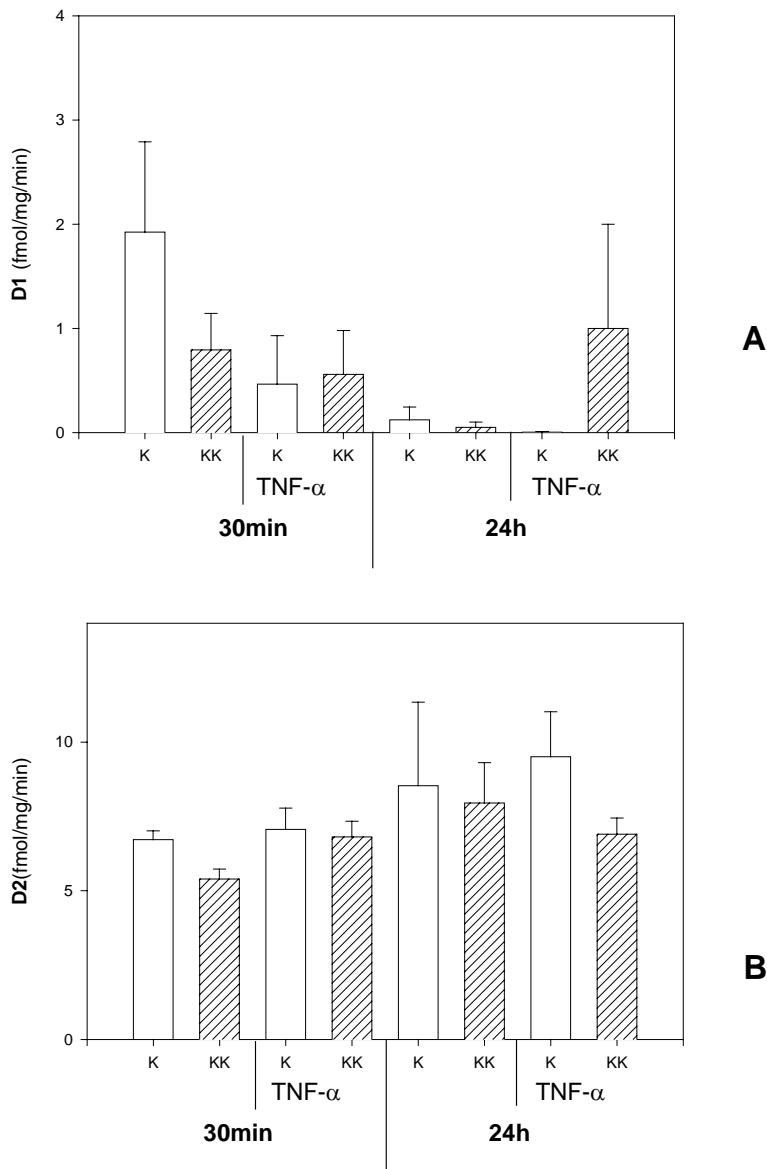 4
3
2
1
0
D1 (fmol/mg/min)
A
K KK K KK K KK K KK
TNF-α TNF-α
30min 24h
10
5
0
D2(fmol/mg/min)
B
K KK K KK K KK K KK
TNF-α TNF-α
30min 24h